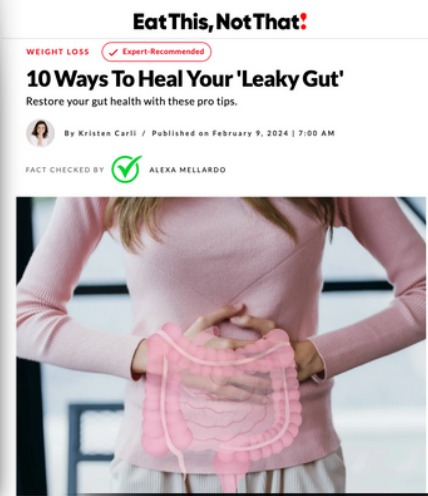 Eat This, Not That!
WEIGHT LOSS Expert-Recommended
10 Ways To Heal Your 'Leaky Gut'
Restore your gut health with these pro tips.
By Kristen Carli / Published on February 9, 2024 | 7:00 AM
FACT CHECKED BY ALEXA MELLARDO